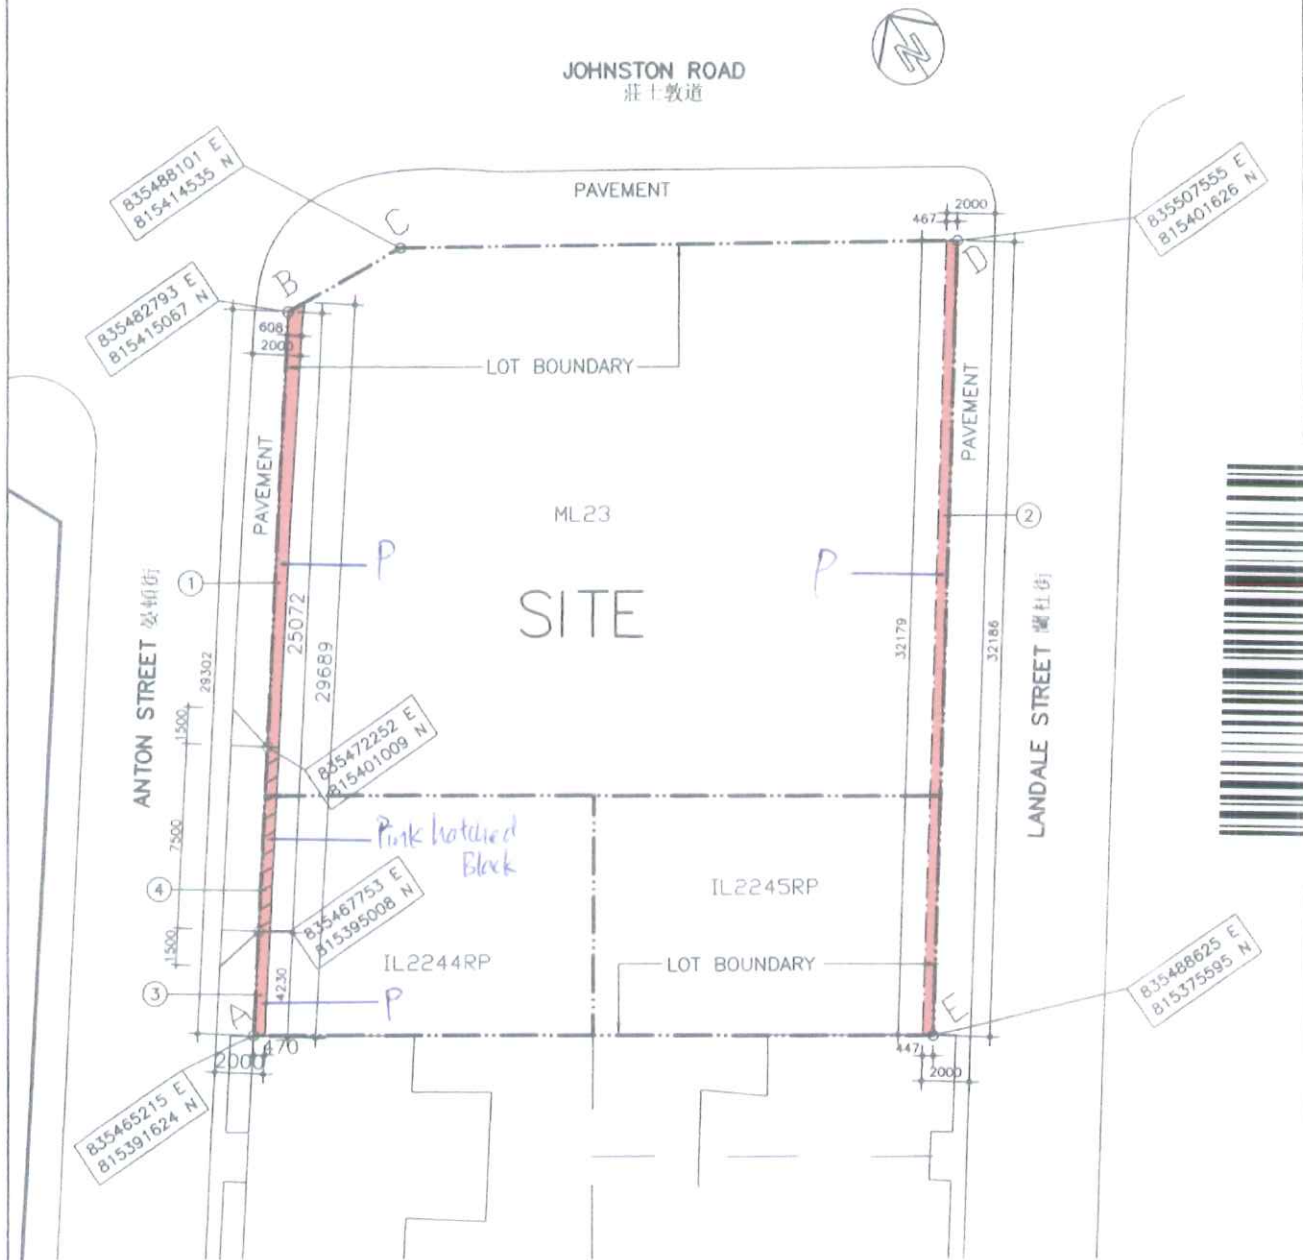 N
JOHNSTON ROAD
莊士敦道
835488101 E
815414535 N
PAVEMENT
2000
467
835507555 E
815401626 N
C
D
B
835482793 E
815415067 N
608
2000
LOT BOUNDARY
PAVEMENT
PAVEMENT
ML23
2
P
P
1
SITE
25072
29689
29302
32179
32186
ANTON STREET 晏頓街
LANDALE STREET 蘭杜街
1500
835472252 E
815401009 N
7500
Pink hatched
Black
4
IL2245RP
835467753 E
815395008 N
1500
IL2244RP
LOT BOUNDARY
4230
3
P
A
E
835488625 E
815375595 N
470
2000
447
2000
835465215 E
815391624 N